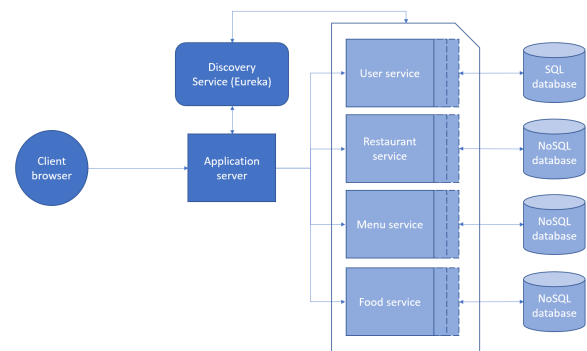 Discovery
Service (Eureka)
User service
SQL
database
Client
browser
Application
server
Restaurant
service
NoSQL
database
Menu service
NoSQL
database
Food service
NoSQL
database